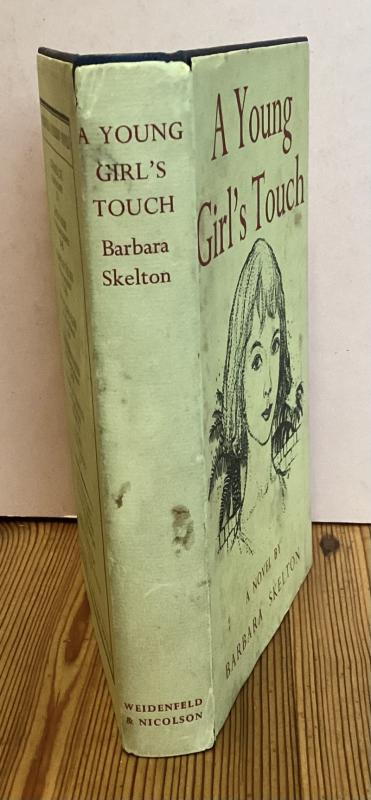 A YOUNG
GIRL'S
TOUCH
Barbara
Skelton
WEIDENFELD
& NICOLSON
A Young
Girl's Touch
A NOVEL BY
BARBARA SKELTON